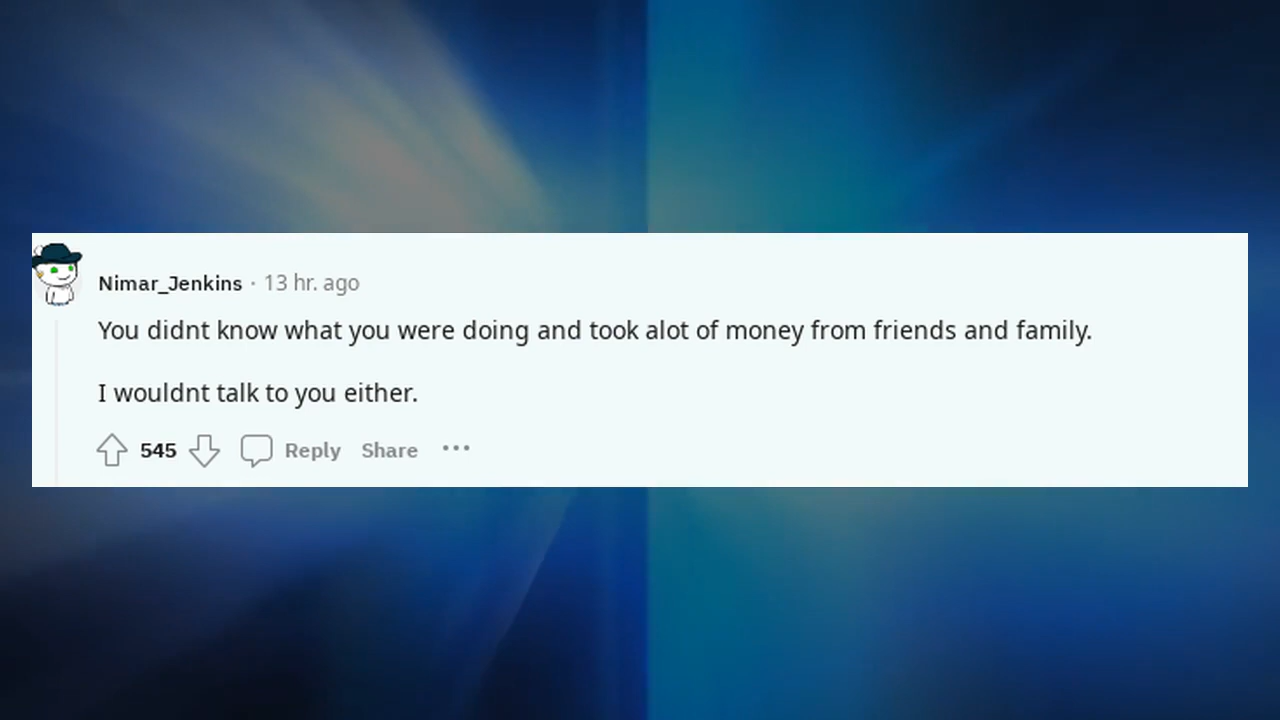 Nimar_Jenkins · 13 hr. ago
You didnt know what you were doing and took alot of money from friends and family.
I wouldnt talk to you either.
545 Reply Share ···